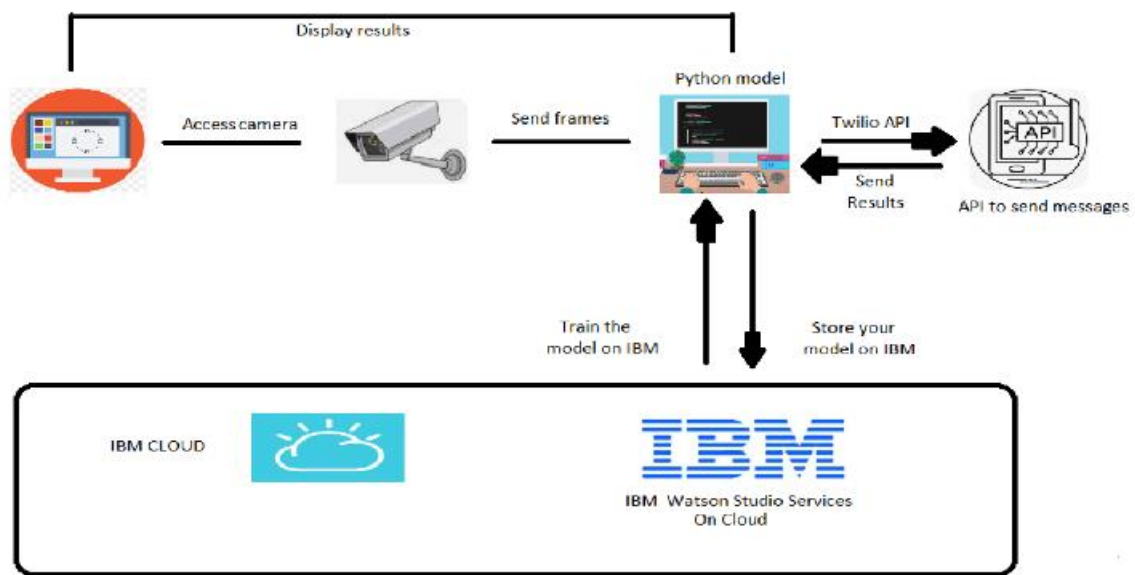 Display results
Python model
Access camera
Send frames
Twilio API
API
Send
Results
API to send messages
Train the
model on IBM
Store your
model on IBM
IBM CLOUD
IBM
IBM Watson Studio Services
On Cloud